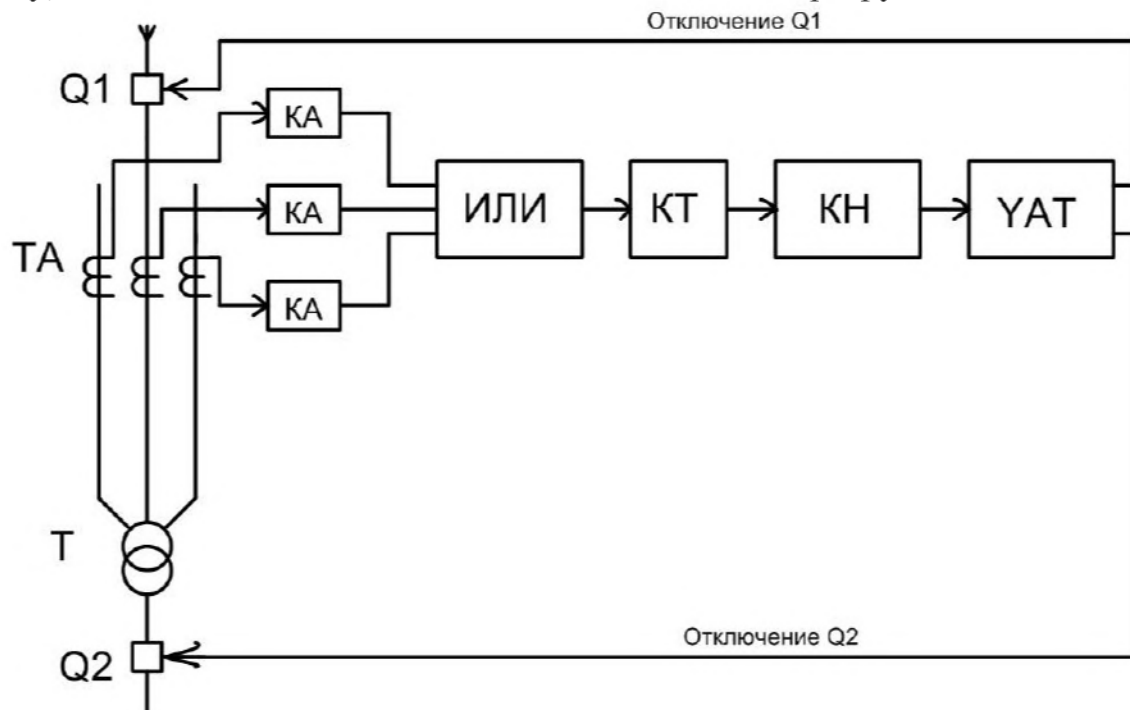 Отключение Q1
Q1
КА
КА
КА
ИЛИ
КТ
КН
YAT
ТА
Т
Отключение Q2
Q2